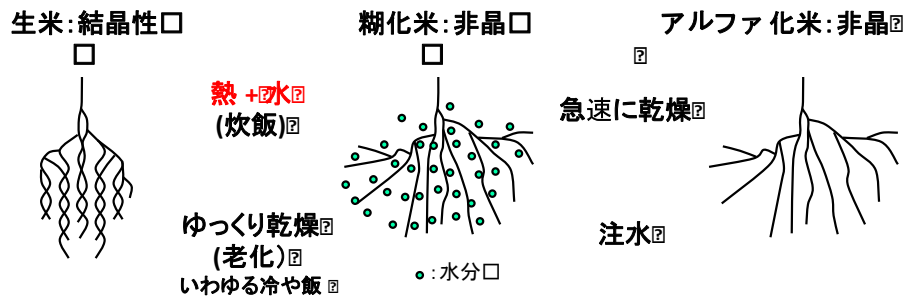 生米：結晶性
糊化米：非晶
アルファ化米：非晶
熱 +水
(炊飯)
急速に乾燥
ゆっくり乾燥
(老化）
いわゆる冷や飯
注水
：水分